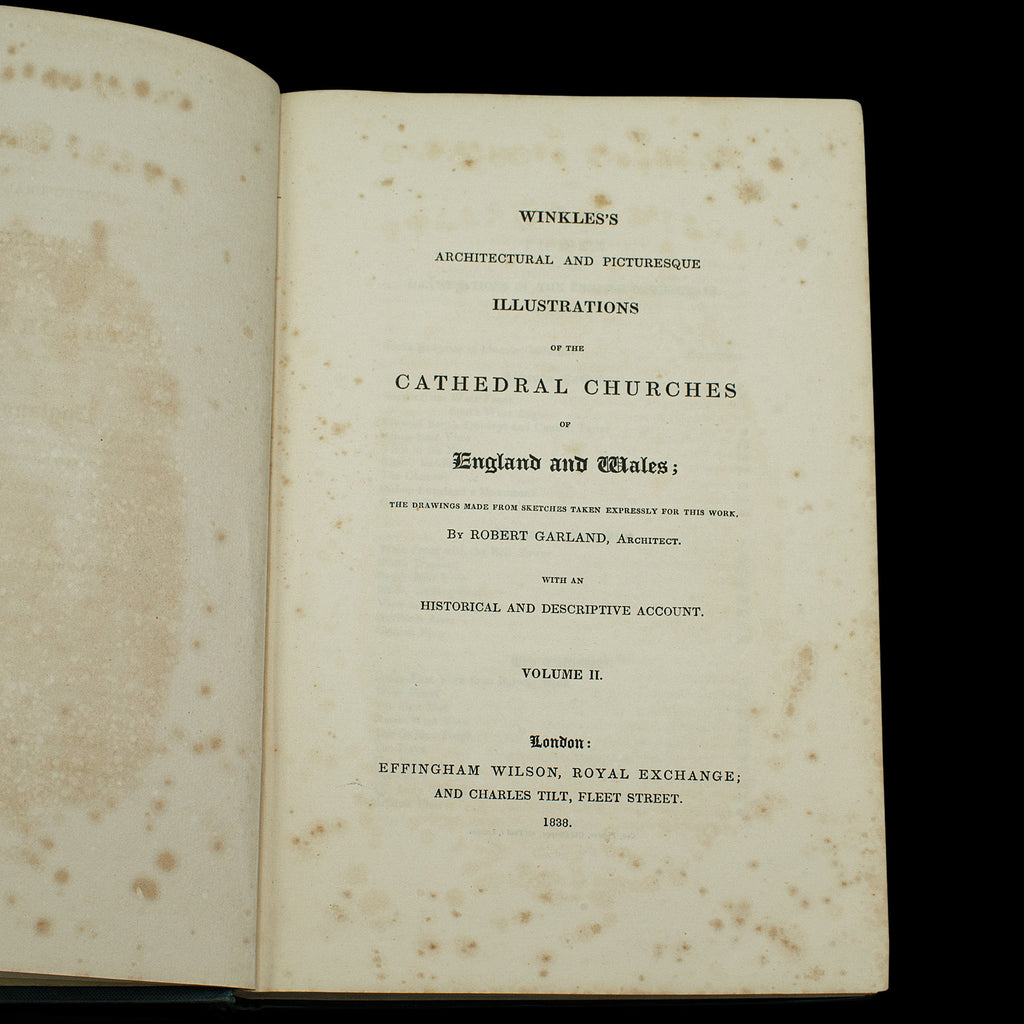 WINKLES'S
ARCHITECTURAL AND PICTURESQUE
ILLUSTRATIONS
OF THE
CATHEDRAL CHURCHES
OF
England and Wales;
THE DRAWINGS MADE FROM SKETCHES TAKEN EXPRESSLY FOR THIS WORK,
BY ROBERT GARLAND, ARCHITECT.
WITH AN
HISTORICAL AND DESCRIPTIVE ACCOUNT.
VOLUME II.
London:
EFFINGHAM WILSON, ROYAL EXCHANGE;
AND CHARLES TILT, FLEET STREET.
1838.